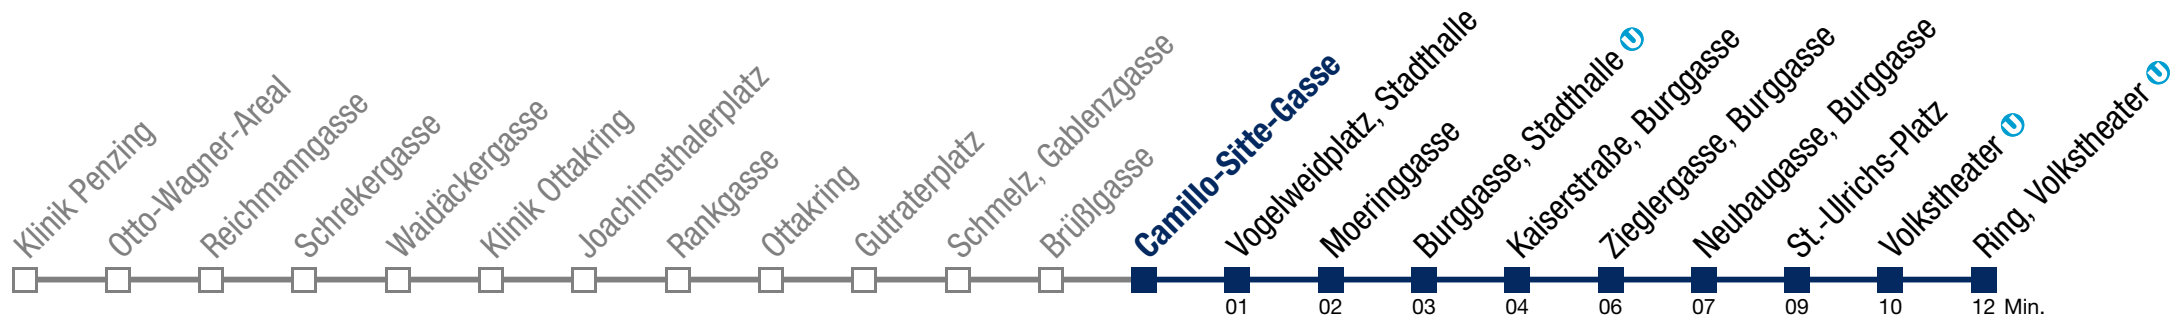 Klinik Penzing
Otto-Wagner-Areal
Reichmanngasse
Schrekergasse
Waidäckergasse
Klinik Ottakring
Joachimsthalerplatz
Rankgasse
Ottakring
Gutraterplatz
Schmelz, Gablenzgasse
Brüßlgasse
Camillo-Sitte-Gasse
Vogelweidplatz, Stadthalle
Moeringgasse
Burggasse, Stadthalle U
Kaiserstraße, Burggasse
Zieglergasse, Burggasse
Neubaugasse, Burggasse
St.-Ulrichs-Platz
Volkstheater U
Ring, Volkstheater U
01 02 03 04 06 07 09 10 12 Min.